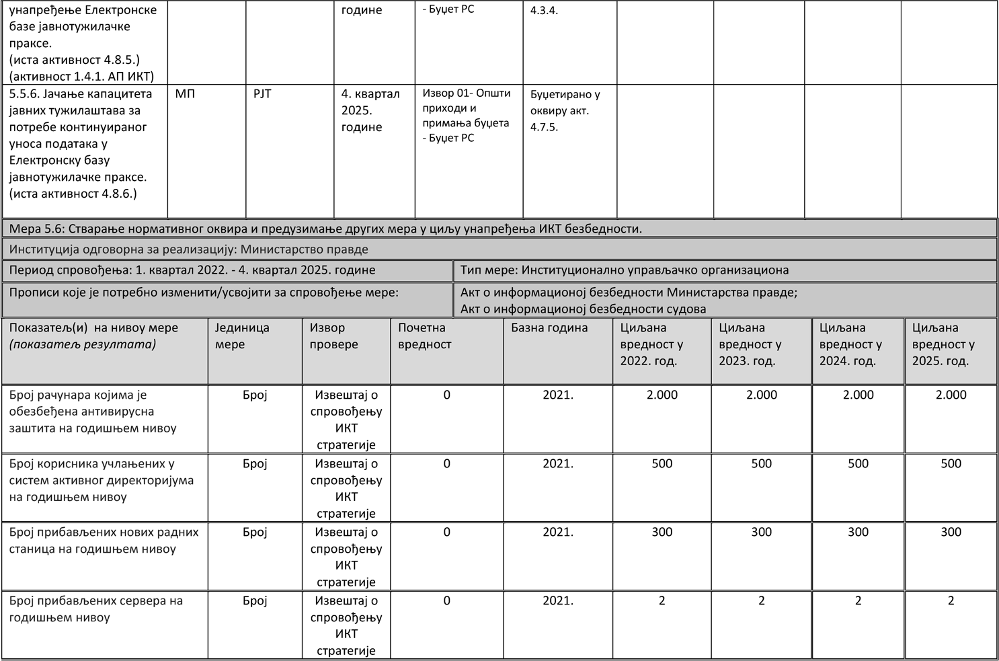 унапређење Електронске
базе јавнотужилачке
праксе.
(иста активност 4.8.5.)
(активност 1.4.1. АП ИКТ)
године
- Буџет РС
4.3.4.
5.5.6. Јачање капацитета
јавних тужилаштава за
потребе континуираног
уноса података у
Електронску базу
јавнотужилачке праксе.
(иста активност 4.8.6.)
МП
РЈТ
4. квартал
2025.
године
Извор 01- Општи
приходи и
примања буџета
- Буџет РС
Буџетирано у
оквиру акт.
4.7.5.
Мера 5.6: Стварање нормативног оквира и предузимање других мера у циљу унапређења ИКТ безбедности.
Институција одговорна за реализацију: Министарство правде
Период спровођења: 1. квартал 2022. - 4. квартал 2025. године
Тип мере: Институционално управљачко организациона
Прописи које је потребно изменити/усвојити за спровођење мере:
Акт о информационој безбедности Министарства правде;
Акт о информационој безбедности судова
Показатељ(и)  на нивоу мере
(показатељ резултата)
Јединица
мере
Извор
провере
Почетна
вредност
Базна година
Циљана
вредност у
2022. год.
Циљана
вредност у
2023. год.
Циљана
вредност у
2024. год.
Циљана
вредност у
2025. год.
Број рачунара којима је
обезбеђена антивирусна
заштита на годишњем нивоу
Број
Извештај о
спровођењу
ИКТ
стратегије
0
2021.
2.000
2.000
2.000
2.000
Број корисника учлањених у
систем активног директоријума
на годишњем нивоу
Број
Извештај о
спровођењу
ИКТ
стратегије
0
2021.
500
500
500
500
Број прибављених нових радних
станица на годишњем нивоу
Број
Извештај о
спровођењу
ИКТ
стратегије
0
2021.
300
300
300
300
Број прибављених сервера на
годишњем нивоу
Број
Извештај о
спровођењу
ИКТ
стратегије
0
2021.
2
2
2
2